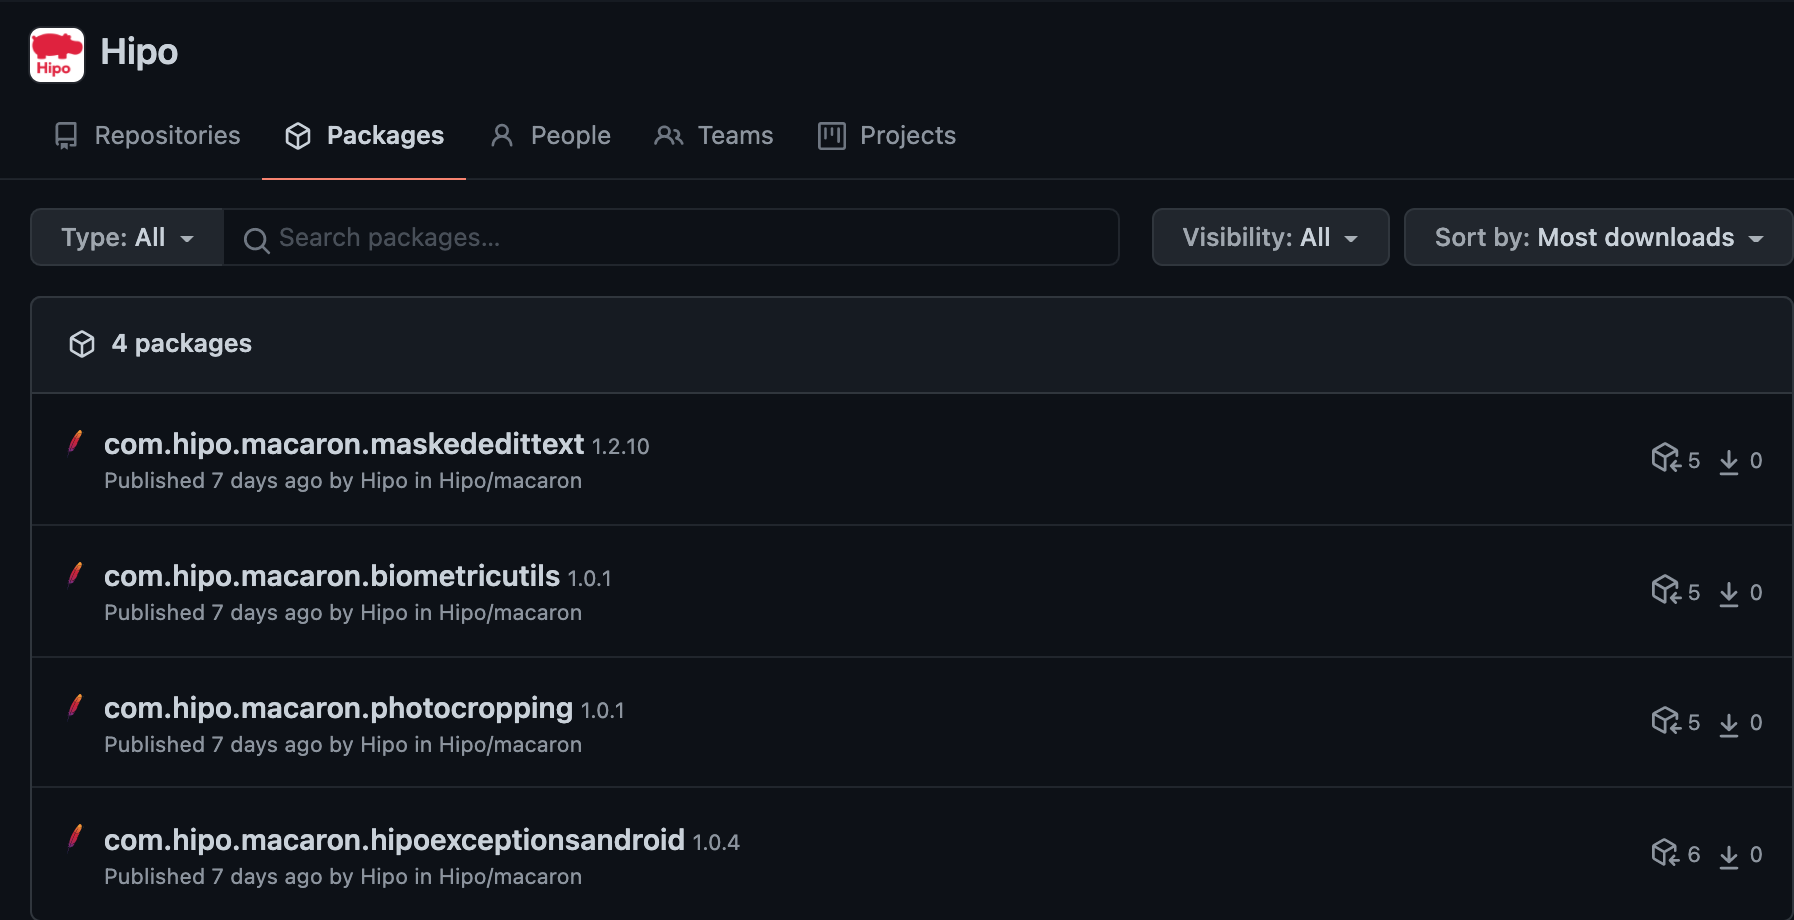 Hipo
Hipo
Repositories Packages People Teams Projects
Type: All Search packages... Visibility: All Sort by: Most downloads
4 packages
com.hipo.macaron.maskededittext 1.2.10
Published 7 days ago by Hipo in Hipo/macaron
5 0
com.hipo.macaron.biometricutils 1.0.1
Published 7 days ago by Hipo in Hipo/macaron
5 0
com.hipo.macaron.photocropping 1.0.1
Published 7 days ago by Hipo in Hipo/macaron
5 0
com.hipo.macaron.hipoexceptionsandroid 1.0.4
Published 7 days ago by Hipo in Hipo/macaron
6 0